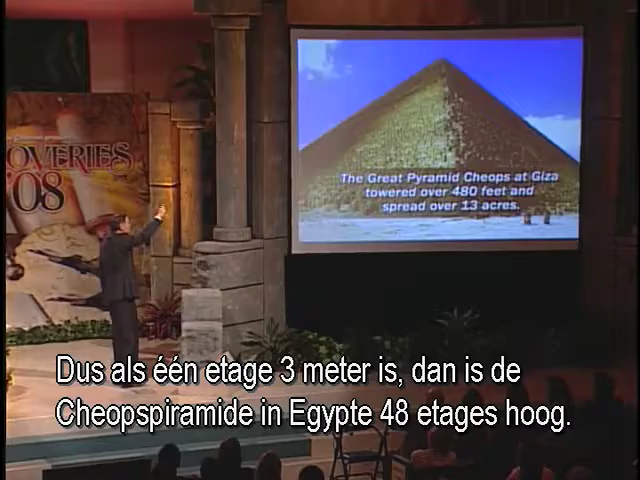 The Great Pyramid Cheops at Giza
towered over 480 feet and
spread over 13 acres.
OVERIES
'08
Dus als één etage 3 meter is, dan is de
Cheopspiramide in Egypte 48 etages hoog.